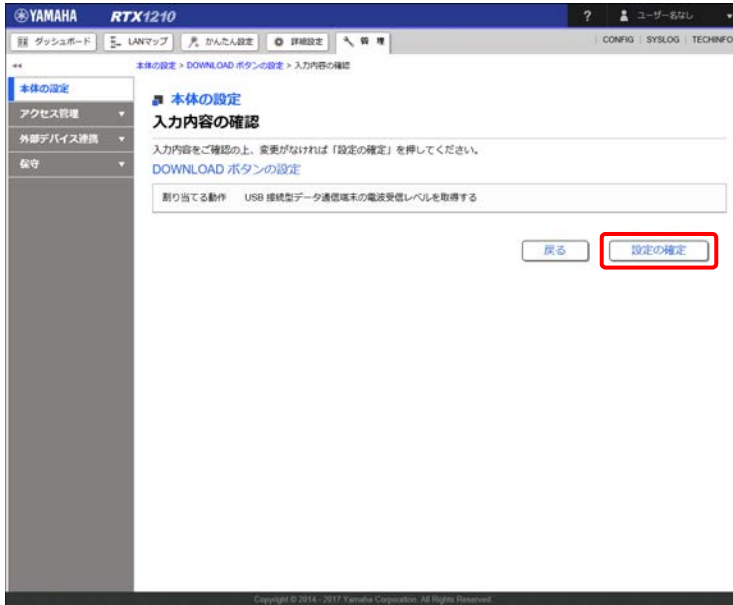 YAMAHA RTX1210 ? ユーザー名なし
ダッシュボード LANマップ かんたん設定 詳細設定 管理 CONFIG SYSLOG TECHINFO
本体の設定 > DOWNLOAD ボタンの設定 > 入力内容の確認
本体の設定
アクセス管理
外部デバイス連携
保守
本体の設定
入力内容の確認
入力内容をご確認の上、変更がなければ「設定の確定」を押してください。
DOWNLOAD ボタンの設定
割り当てる動作 USB 接続型データ通信端末の電波受信レベルを取得する
戻る 設定の確定
Copyright © 2014 - 2017 Yamaha Corporation. All Rights Reserved.